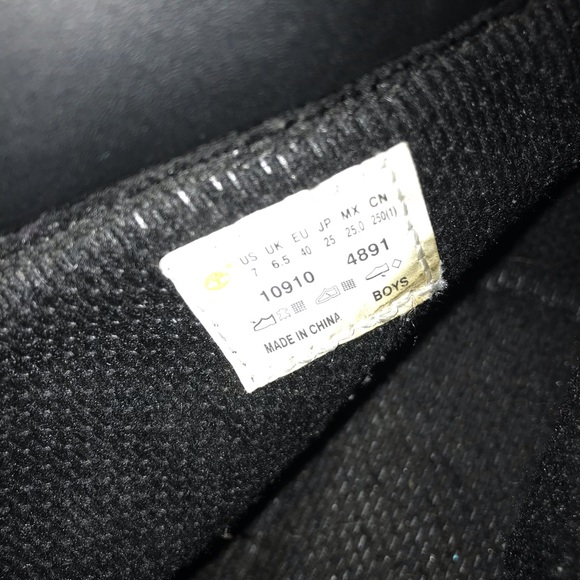 US UK EU JP MX CN
7 6.5 40 25 25.0 250(1)
10910 4891
BOYS
MADE IN CHINA